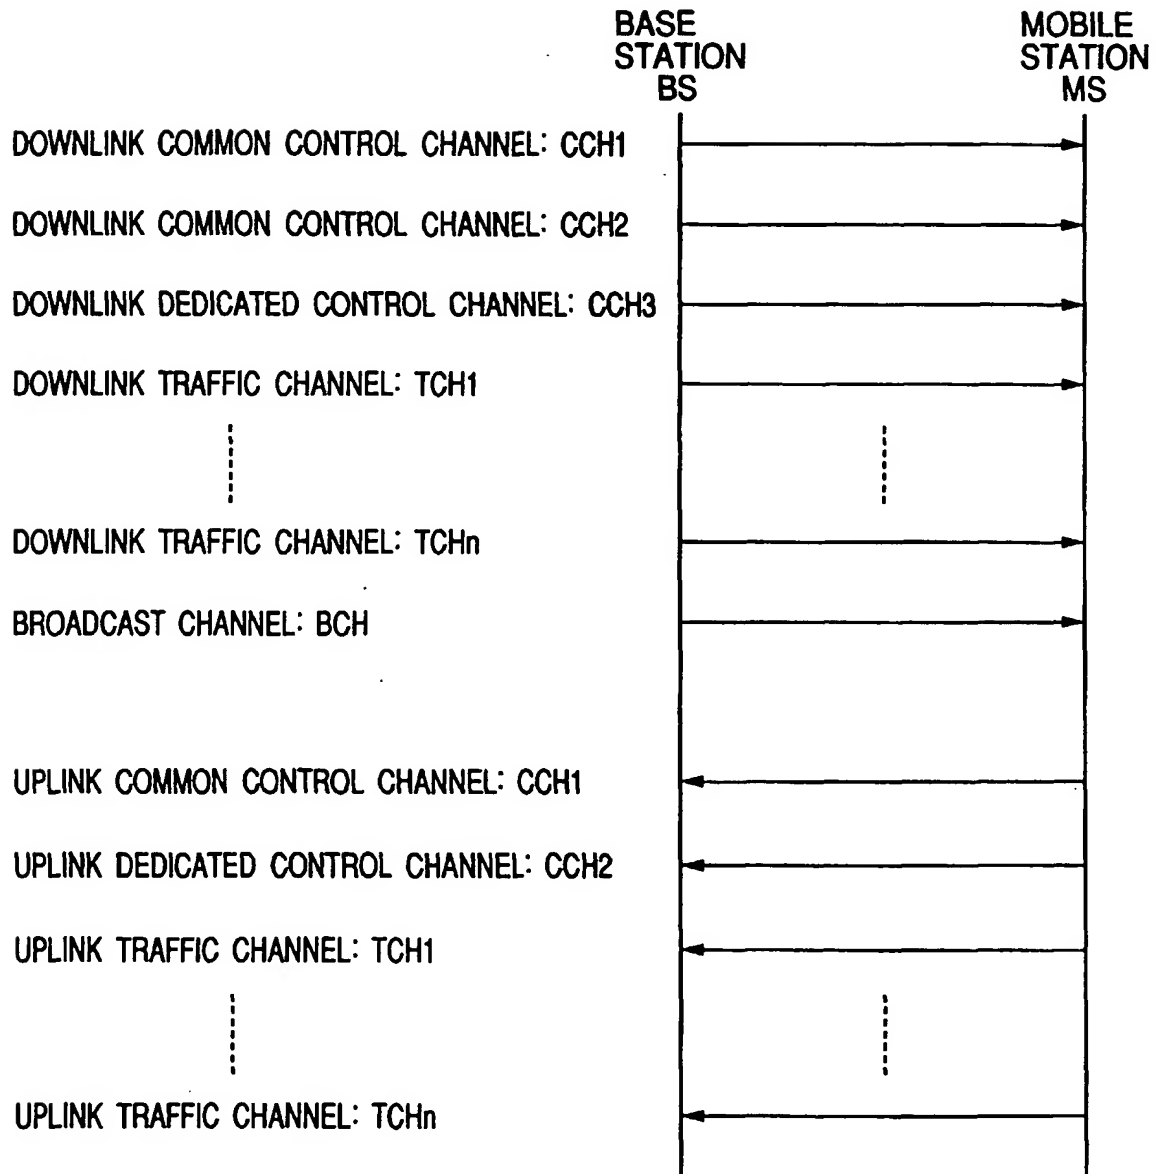 BASE
STATION
BS
MOBILE
STATION
MS
DOWNLINK COMMON CONTROL CHANNEL: CCH1
DOWNLINK COMMON CONTROL CHANNEL: CCH2
DOWNLINK DEDICATED CONTROL CHANNEL: CCH3
DOWNLINK TRAFFIC CHANNEL: TCH1
DOWNLINK TRAFFIC CHANNEL: TCHn
BROADCAST CHANNEL: BCH
UPLINK COMMON CONTROL CHANNEL: CCH1
UPLINK DEDICATED CONTROL CHANNEL: CCH2
UPLINK TRAFFIC CHANNEL: TCH1
UPLINK TRAFFIC CHANNEL: TCHn